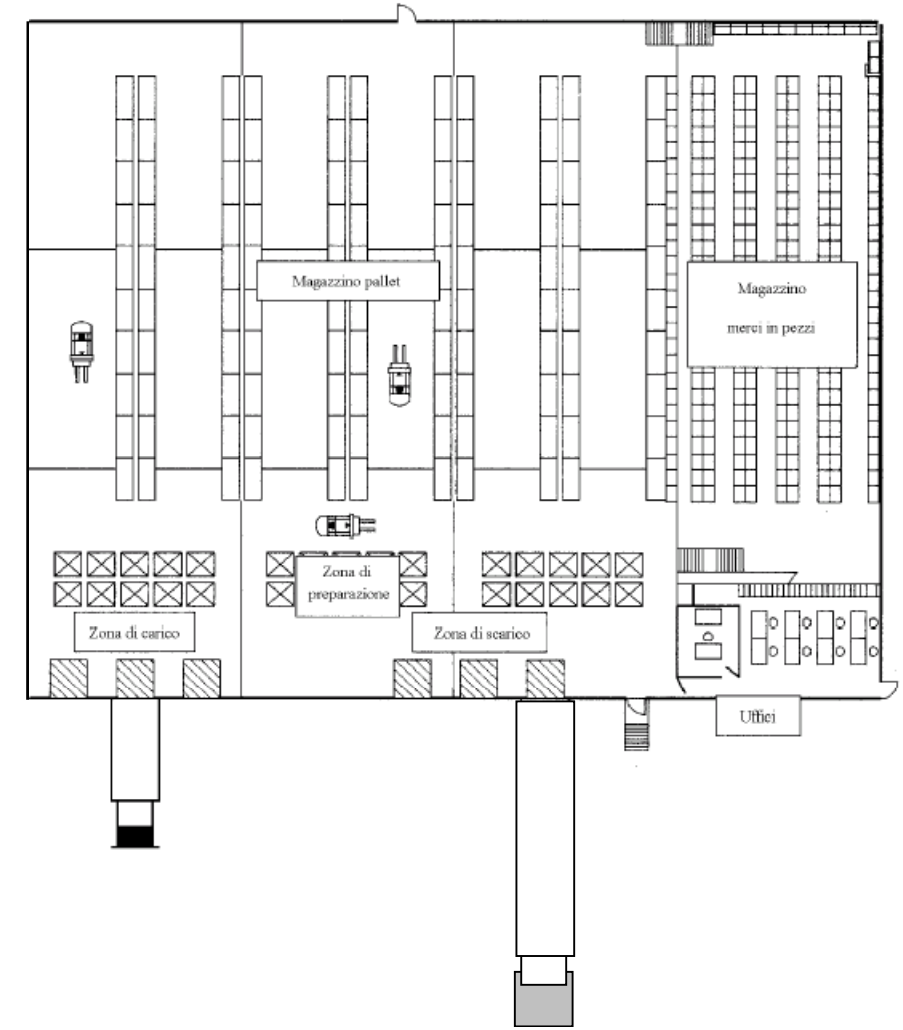 Magazzino pallet
Magazzino
merci in pezzi
Zona di
preparazione
Zona di carico
Zona di scarico
Uffici